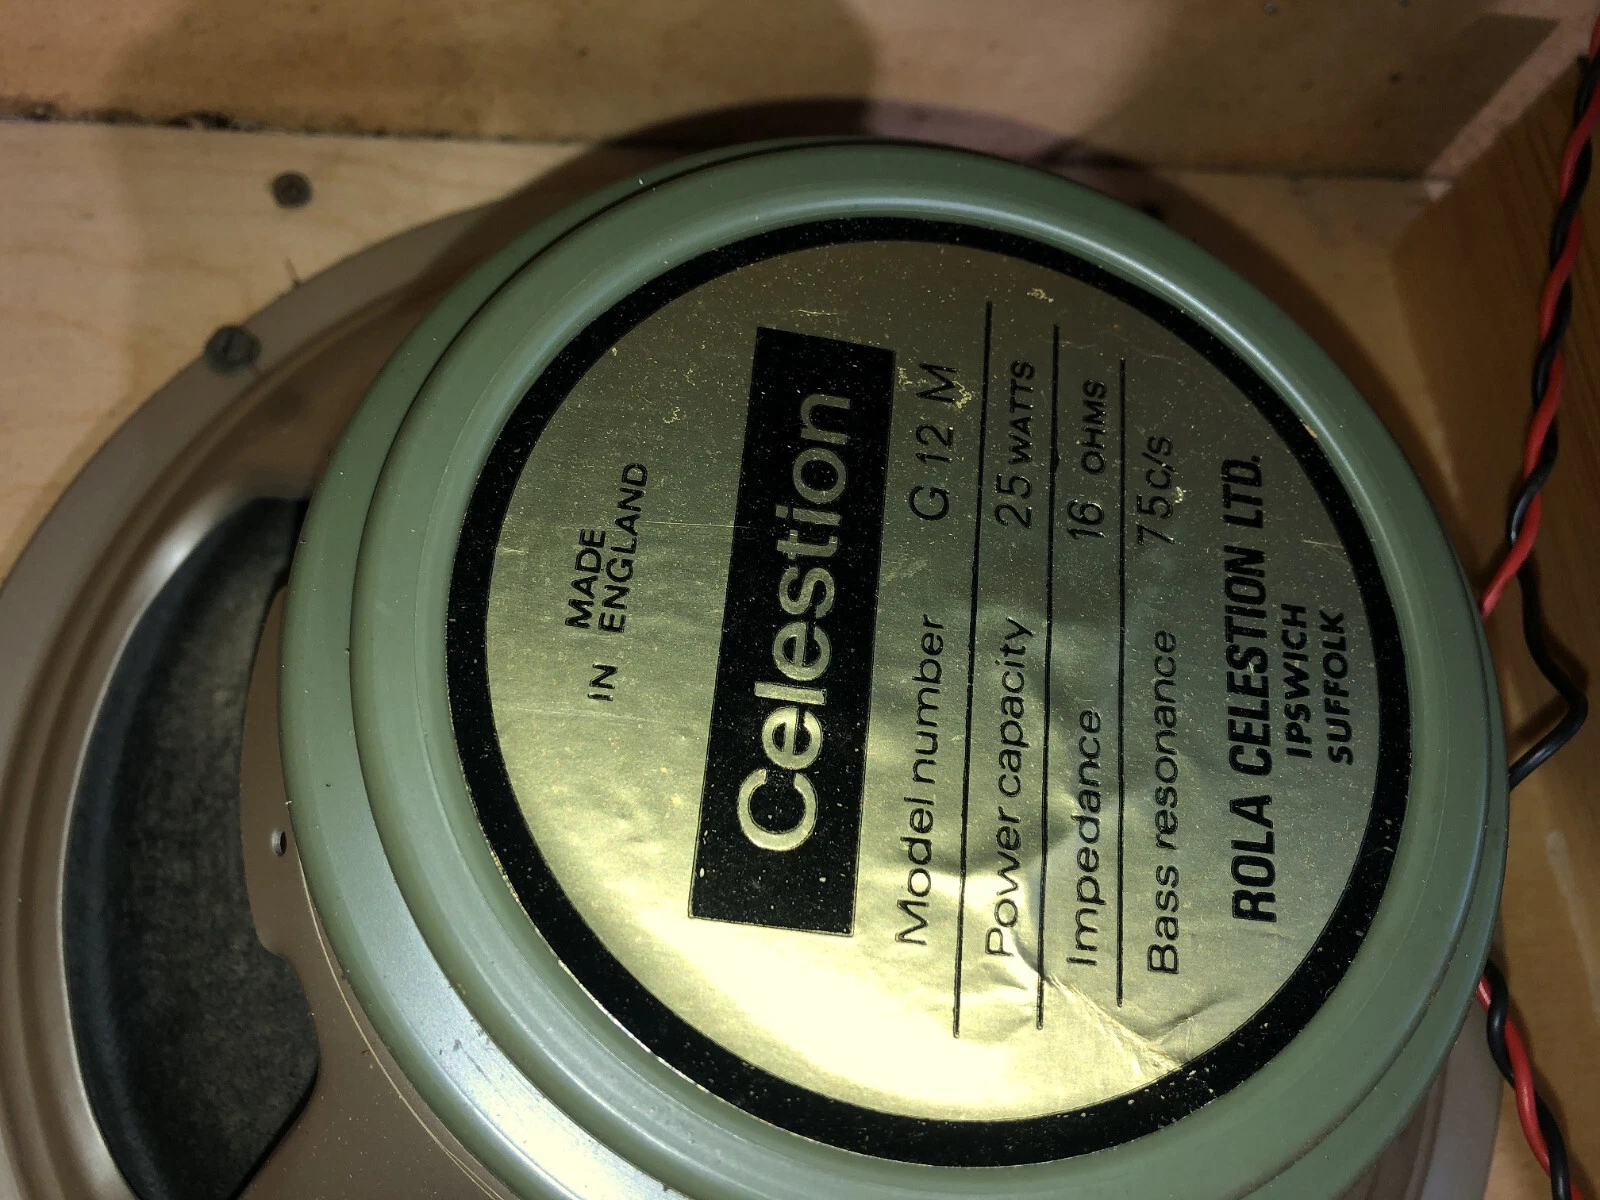 MADE
IN ENGLAND
Celestion
Model number G 12 M
Power capacity 25 WATTS
Impedance 16 OHMS
Bass resonance 75c/s
ROLA CELESTION LTD.
IPSWICH
SUFFOLK